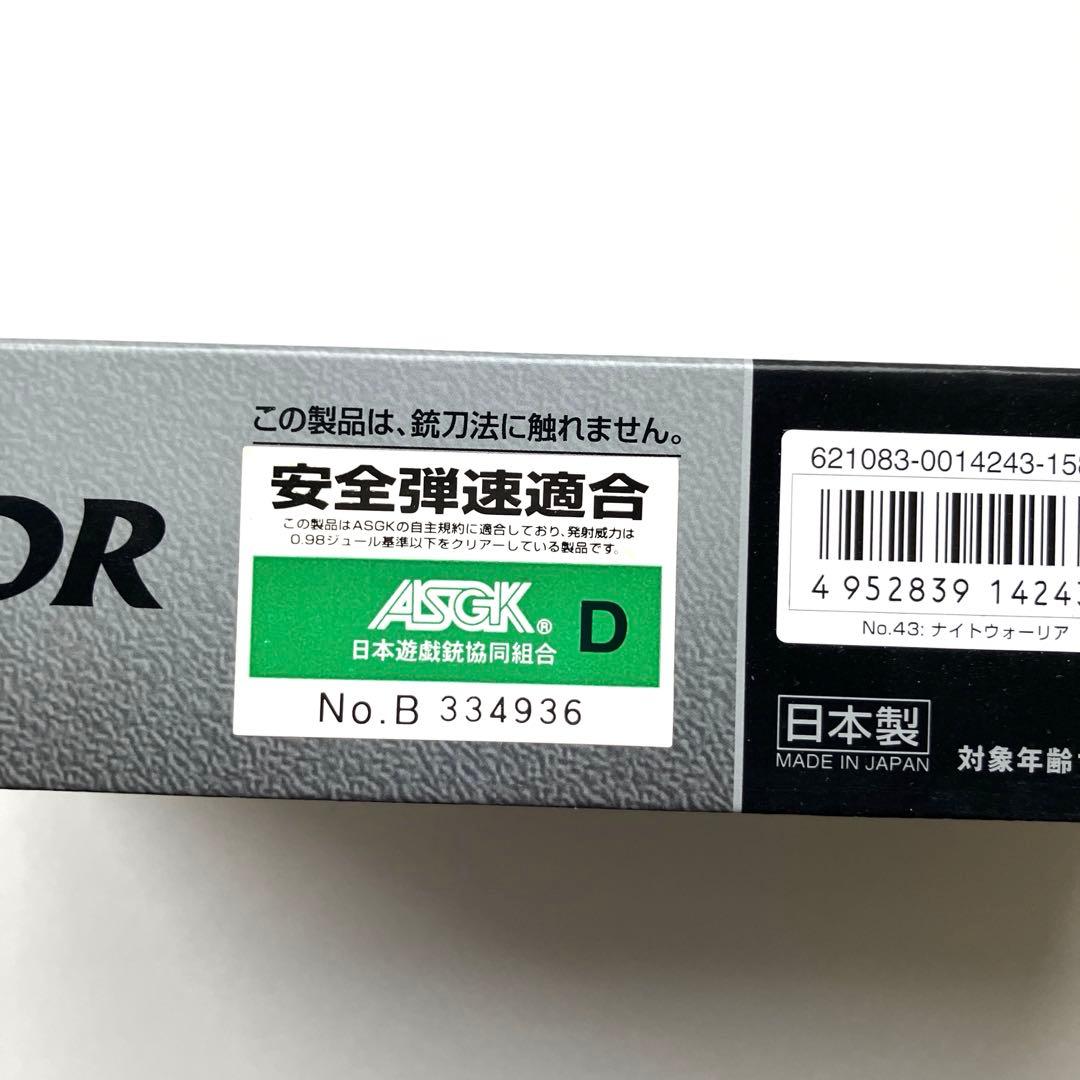 OR
この製品は、銃刀法に触れません。
安全弾速適合
この製品はASGKの自主規約に適合しており、発射威力は
0.98ジュール基準以下をクリアーしている製品です。
ASGK® D
日本遊戯銃協同組合
No.B 334936
621083-0014243-158
4 952839 14243
No.43: ナイトウォーリア
日本製
MADE IN JAPAN
対象年齢